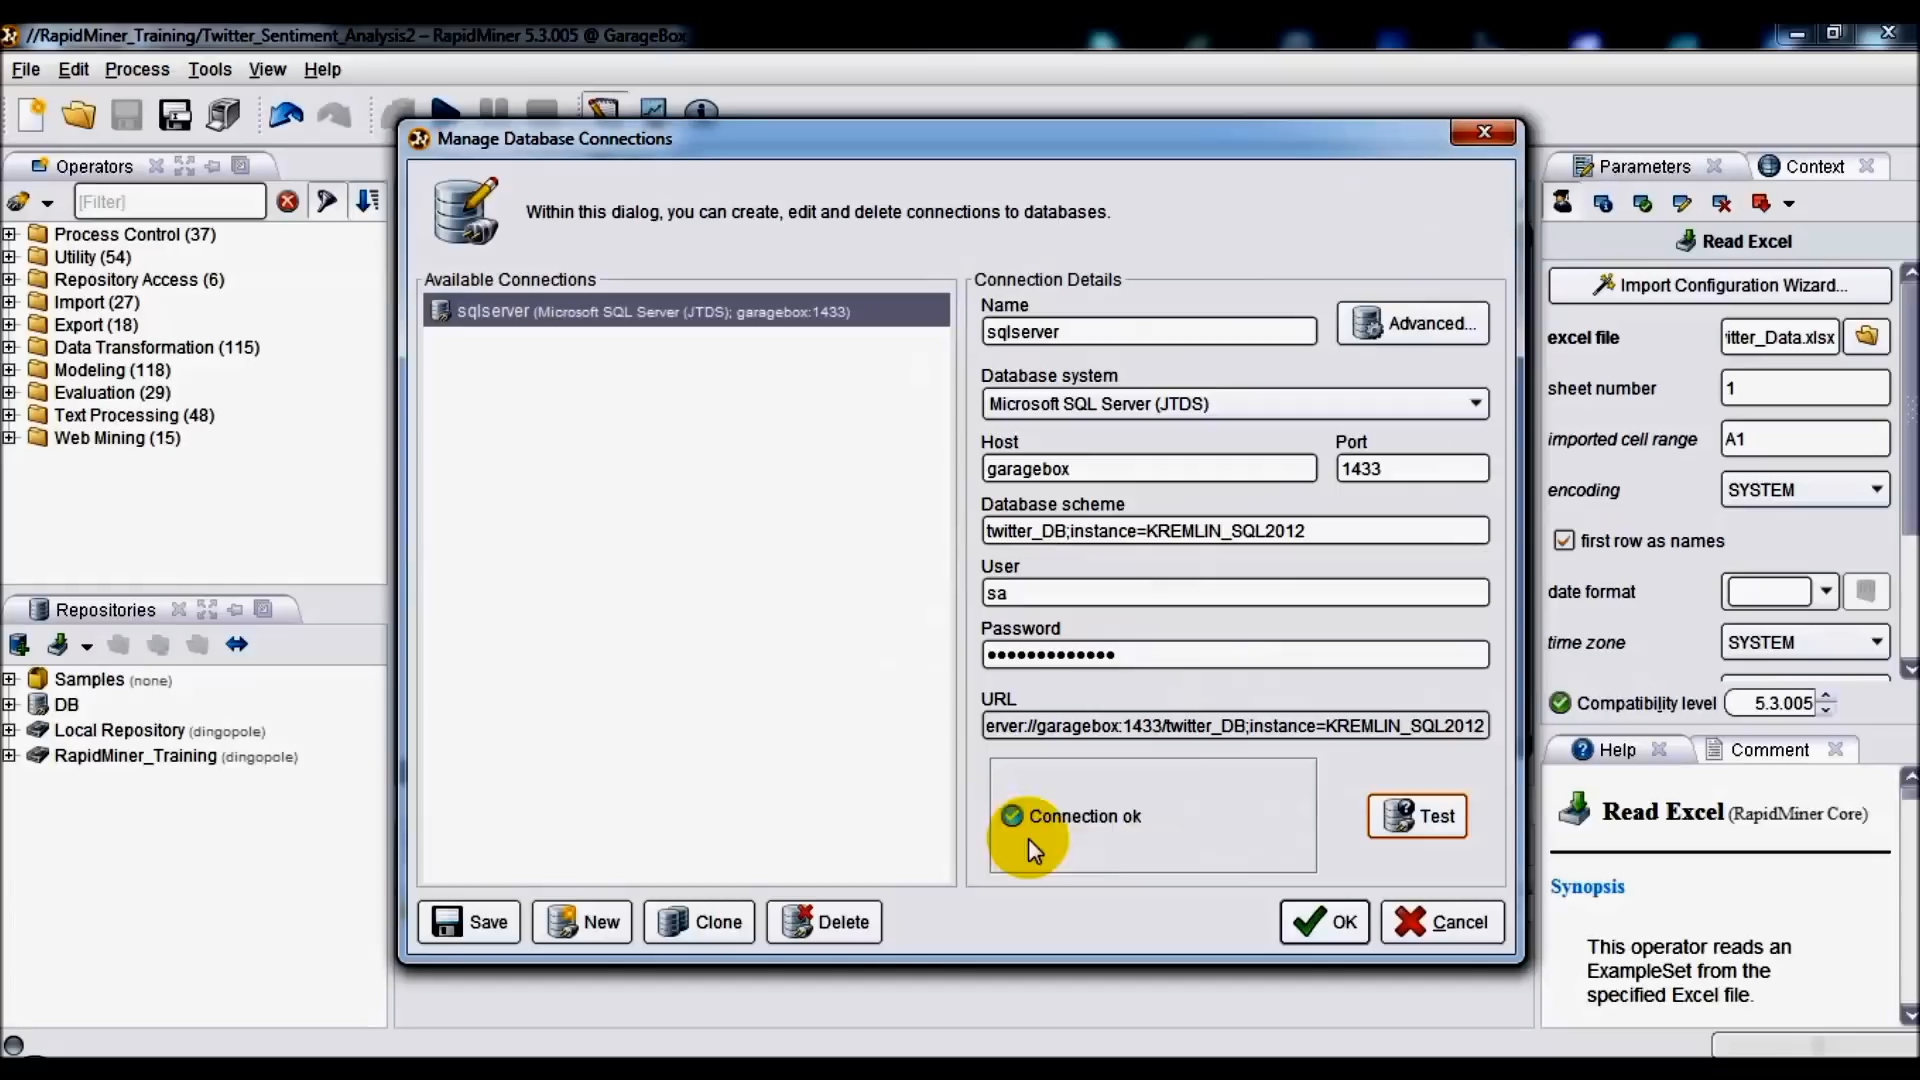 //RapidMiner_Training/Twitter_Sentiment_Analysis2 – RapidMiner 5.3.005 @ GarageBox
File Edit Process Tools View Help
Operators
[Filter]
Process Control (37)
Utility (54)
Repository Access (6)
Import (27)
Export (18)
Data Transformation (115)
Modeling (118)
Evaluation (29)
Text Processing (48)
Web Mining (15)
Repositories
Samples (none)
DB
Local Repository (dingopole)
RapidMiner_Training (dingopole)
Manage Database Connections
Within this dialog, you can create, edit and delete connections to databases.
Available Connections
sqlserver (Microsoft SQL Server (JTDS); garagebox:1433)
Connection Details
Name
sqlserver
Advanced...
Database system
Microsoft SQL Server (JTDS)
Host Port
garagebox 1433
Database scheme
twitter_DB;instance=KREMLIN_SQL2012
User
sa
Password
•••••••••••••
URL
erver://garagebox:1433/twitter_DB;instance=KREMLIN_SQL2012
Connection ok
Test
Save New Clone Delete OK Cancel
Parameters Context
Read Excel
Import Configuration Wizard...
excel file itter_Data.xlsx
sheet number 1
imported cell range A1
encoding SYSTEM
first row as names
date format
time zone SYSTEM
Compatibility level 5.3.005
Help Comment
Read Excel (RapidMiner Core)
Synopsis
This operator reads an
ExampleSet from the
specified Excel file.